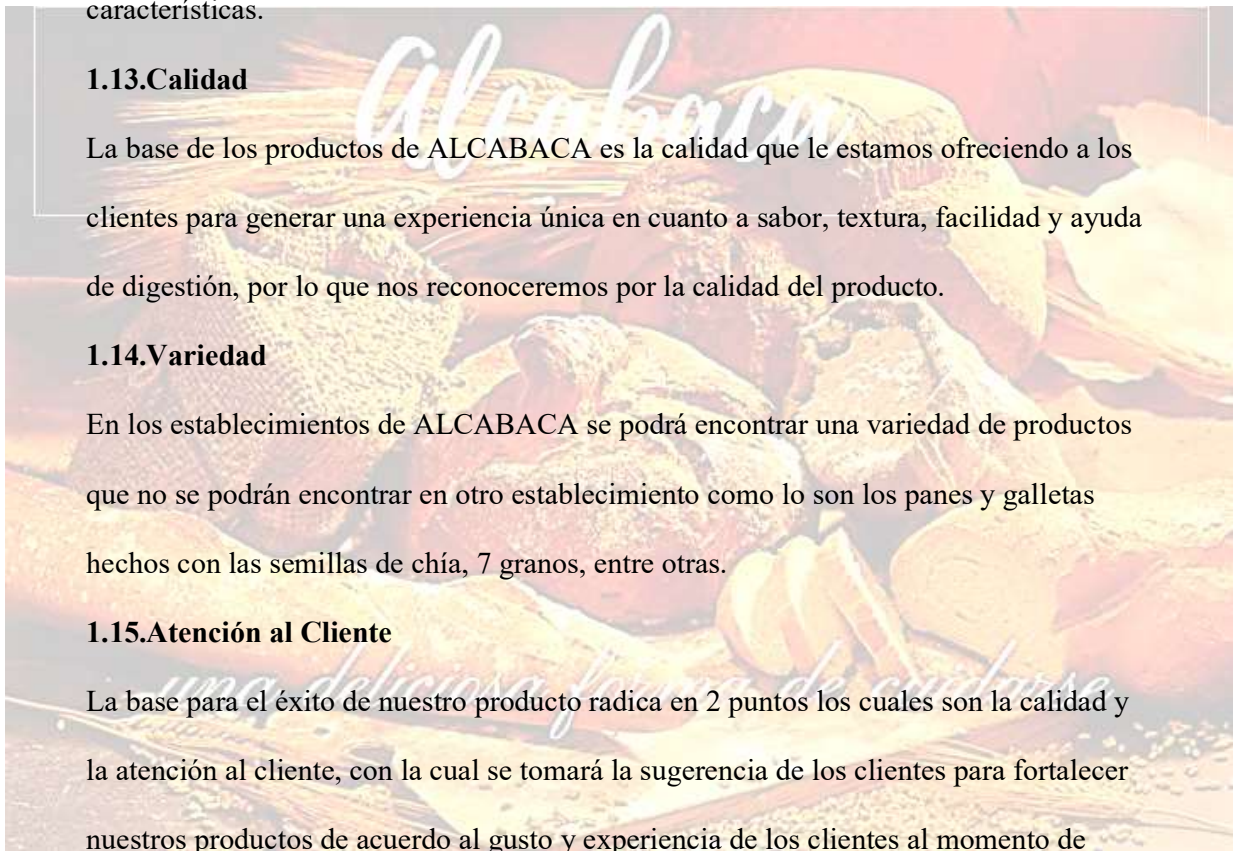 características.
Alcabaca
1.13.Calidad
La base de los productos de ALCABACA es la calidad que le estamos ofreciendo a los
clientes para generar una experiencia única en cuanto a sabor, textura, facilidad y ayuda
de digestión, por lo que nos reconoceremos por la calidad del producto.
1.14.Variedad
En los establecimientos de ALCABACA se podrá encontrar una variedad de productos
que no se podrán encontrar en otro establecimiento como lo son los panes y galletas
hechos con las semillas de chía, 7 granos, entre otras.
1.15.Atención al Cliente
una deliciosa forma de cuidarse
La base para el éxito de nuestro producto radica en 2 puntos los cuales son la calidad y
la atención al cliente, con la cual se tomará la sugerencia de los clientes para fortalecer
nuestros productos de acuerdo al gusto y experiencia de los clientes al momento de